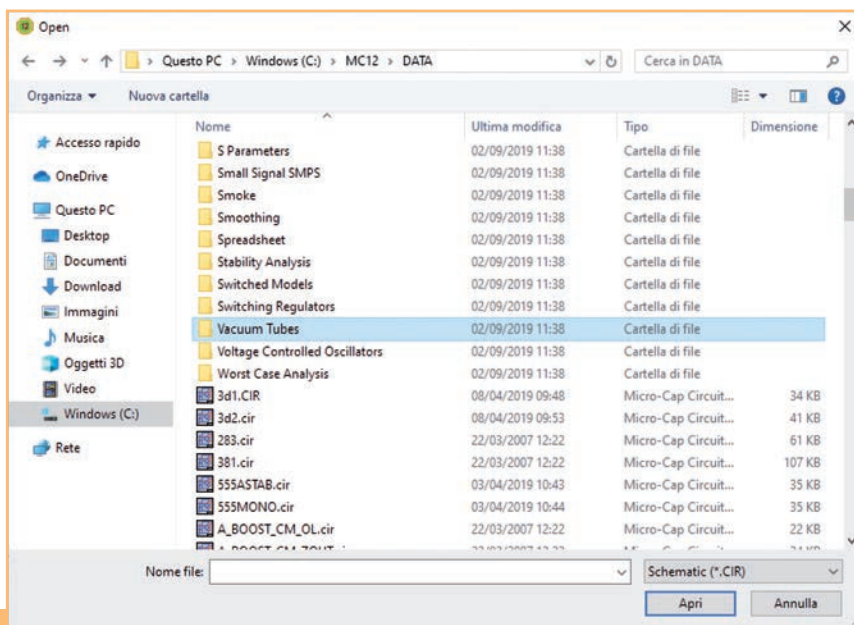 Open
Questo PC > Windows (C:) > MC12 > DATA
Cerca in DATA
Organizza
Nuova cartella
Nome Ultima modifica Tipo Dimensione
Accesso rapido
OneDrive
Questo PC
Desktop
Documenti
Download
Immagini
Musica
Oggetti 3D
Video
Windows (C:)
Rete
S Parameters 02/09/2019 11:38 Cartella di file
Small Signal SMPS 02/09/2019 11:38 Cartella di file
Smoke 02/09/2019 11:38 Cartella di file
Smoothing 02/09/2019 11:38 Cartella di file
Spreadsheet 02/09/2019 11:38 Cartella di file
Stability Analysis 02/09/2019 11:38 Cartella di file
Switched Models 02/09/2019 11:38 Cartella di file
Switching Regulators 02/09/2019 11:38 Cartella di file
Vacuum Tubes 02/09/2019 11:38 Cartella di file
Voltage Controlled Oscillators 02/09/2019 11:38 Cartella di file
Worst Case Analysis 02/09/2019 11:38 Cartella di file
3d1.CIR 08/04/2019 09:48 Micro-Cap Circuit... 34 KB
3d2.cir 08/04/2019 09:53 Micro-Cap Circuit... 41 KB
283.cir 22/03/2007 12:22 Micro-Cap Circuit... 61 KB
381.cir 22/03/2007 12:22 Micro-Cap Circuit... 107 KB
555ASTAB.cir 03/04/2019 10:43 Micro-Cap Circuit... 35 KB
555MONO.cir 03/04/2019 10:44 Micro-Cap Circuit... 35 KB
A_BOOST_CM_OL.cir 22/03/2007 12:22 Micro-Cap Circuit... 22 KB
Nome file:
Schematic (*.CIR)
Apri
Annulla